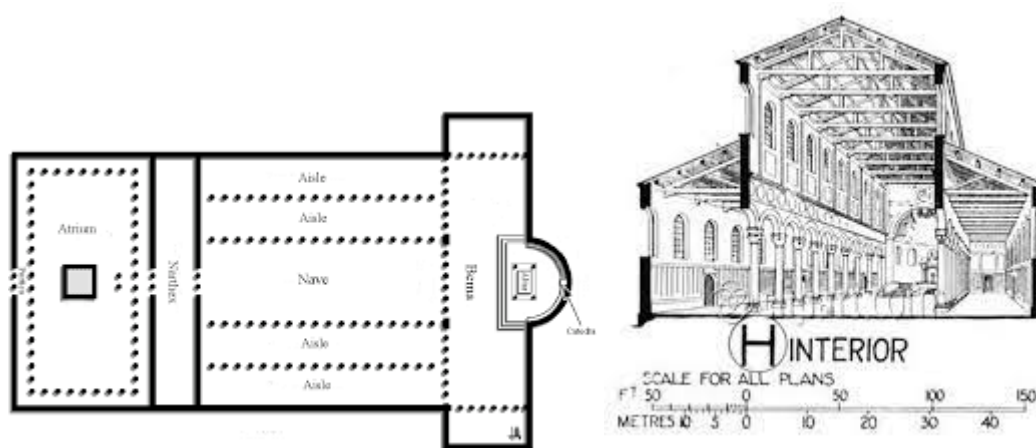 Aisle
Aisle
Atrium
Narthex
Nave
Bema
Altar
Catedra
Aisle
Aisle
JA
H INTERIOR
SCALE FOR ALL PLANS
FT 50 0 50 100 150
METRES 10 5 0 10 20 30 40